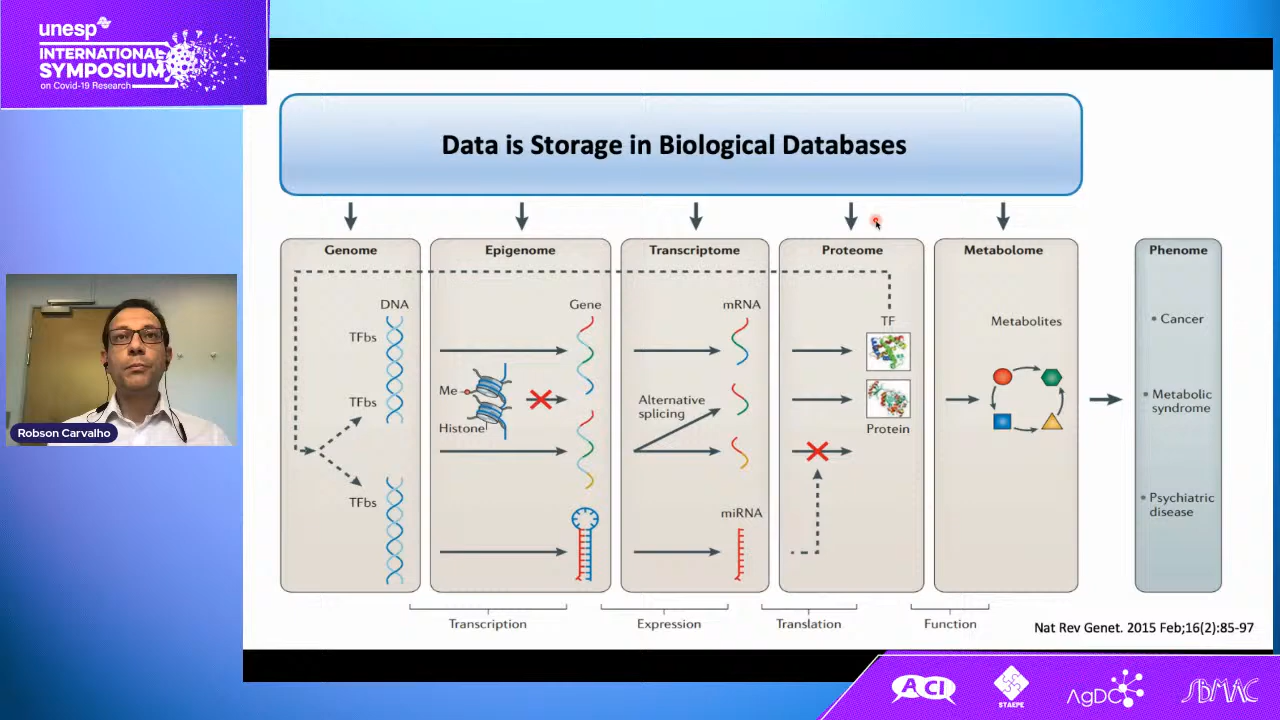 unesp
INTERNATIONAL
SYMPOSIUM
on Covid-19 Research
Data is Storage in Biological Databases
Genome
Epigenome
Transcriptome
Proteome
Metabolome
Phenome
DNA
Gene
mRNA
TF
Metabolites
Cancer
TFbs
Me
Alternative
splicing
Metabolic
syndrome
TFbs
Histone
Protein
Robson Carvalho
TFbs
miRNA
Psychiatric
disease
Transcription
Expression
Translation
Function
Nat Rev Genet. 2015 Feb;16(2):85-97
ACI
STAEPE
AgDC
SBMAC